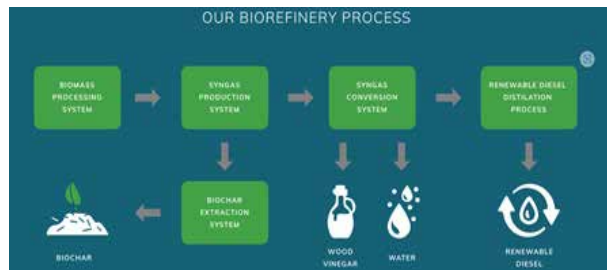 OUR BIOREFINERY PROCESS
BIOMASS
PROCESSING
SYSTEM
SYNGAS
PRODUCTION
SYSTEM
SYNGAS
CONVERSION
SYSTEM
RENEWABLE DIESEL
DISTILATION
PROCESS
BIOCHAR
EXTRACTION
SYSTEM
BIOCHAR
WOOD
VINEGAR
WATER
RENEWABLE
DIESEL